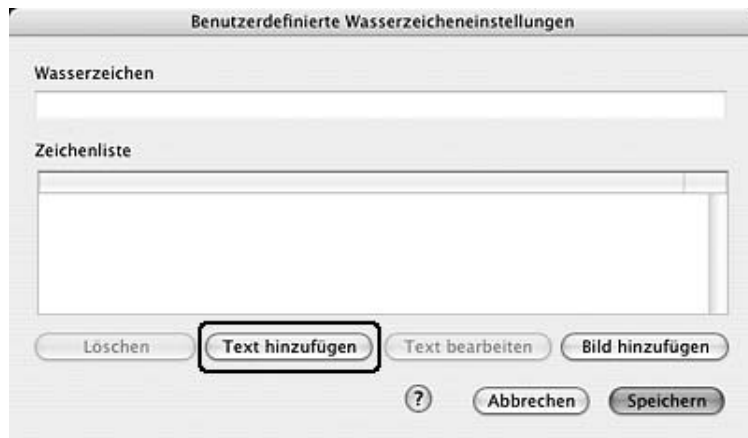 Benutzerdefinierte Wasserzeicheneinstellungen
Wasserzeichen
Zeichenliste
Löschen Text hinzufügen Text bearbeiten Bild hinzufügen
? Abbrechen Speichern